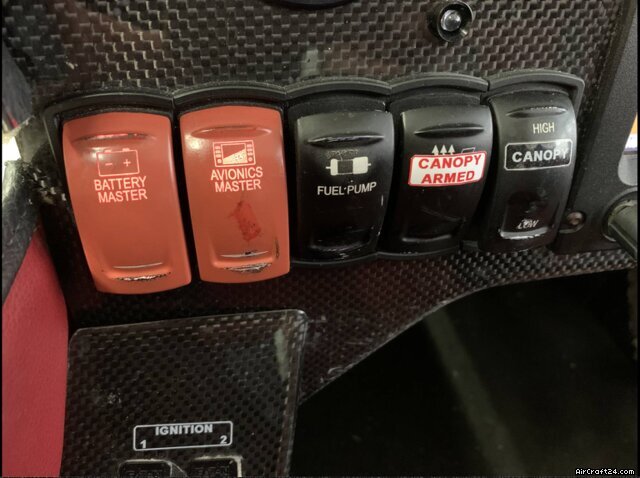 BATTERY
MASTER
AVIONICS
MASTER
FUEL PUMP
CANOPY
ARMED
HIGH
CANOPY
LOW
IGNITION
1 2
AirCraft24.com